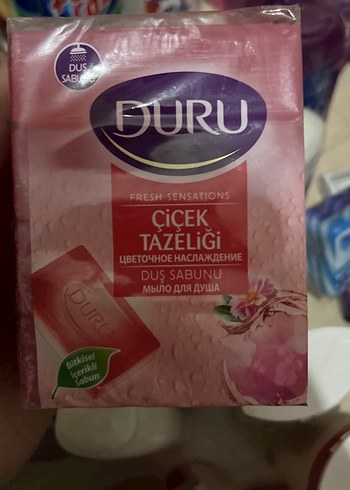 DUŞ
SABUNU
DURU
FRESH SENSATIONS
ÇİÇEK
TAZELİĞİ
ЦВЕТОЧНОЕ НАСЛАЖДЕНИЕ
DUŞ SABUNU
МЫЛО ДЛЯ ДУША
DURU
Bitkisel
İçerikli
Sabun